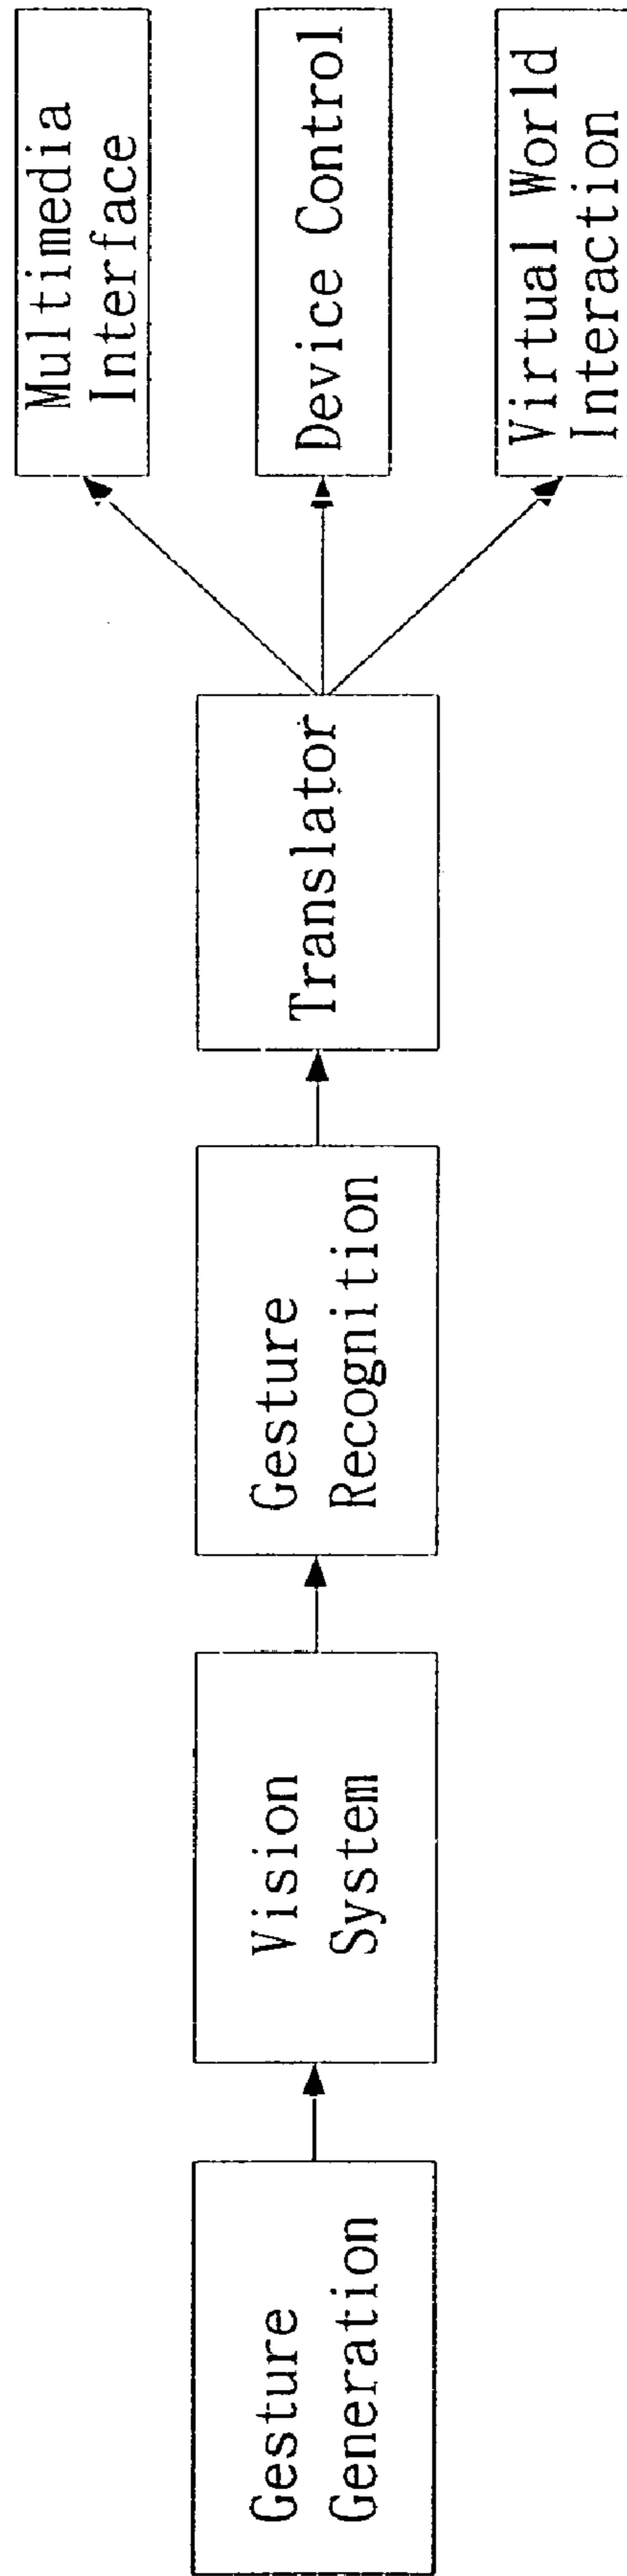 Gesture
Generation
Vision
System
Gesture
Recognition
Translator
Multimedia
Interface
Device Control
Virtual World
Interaction